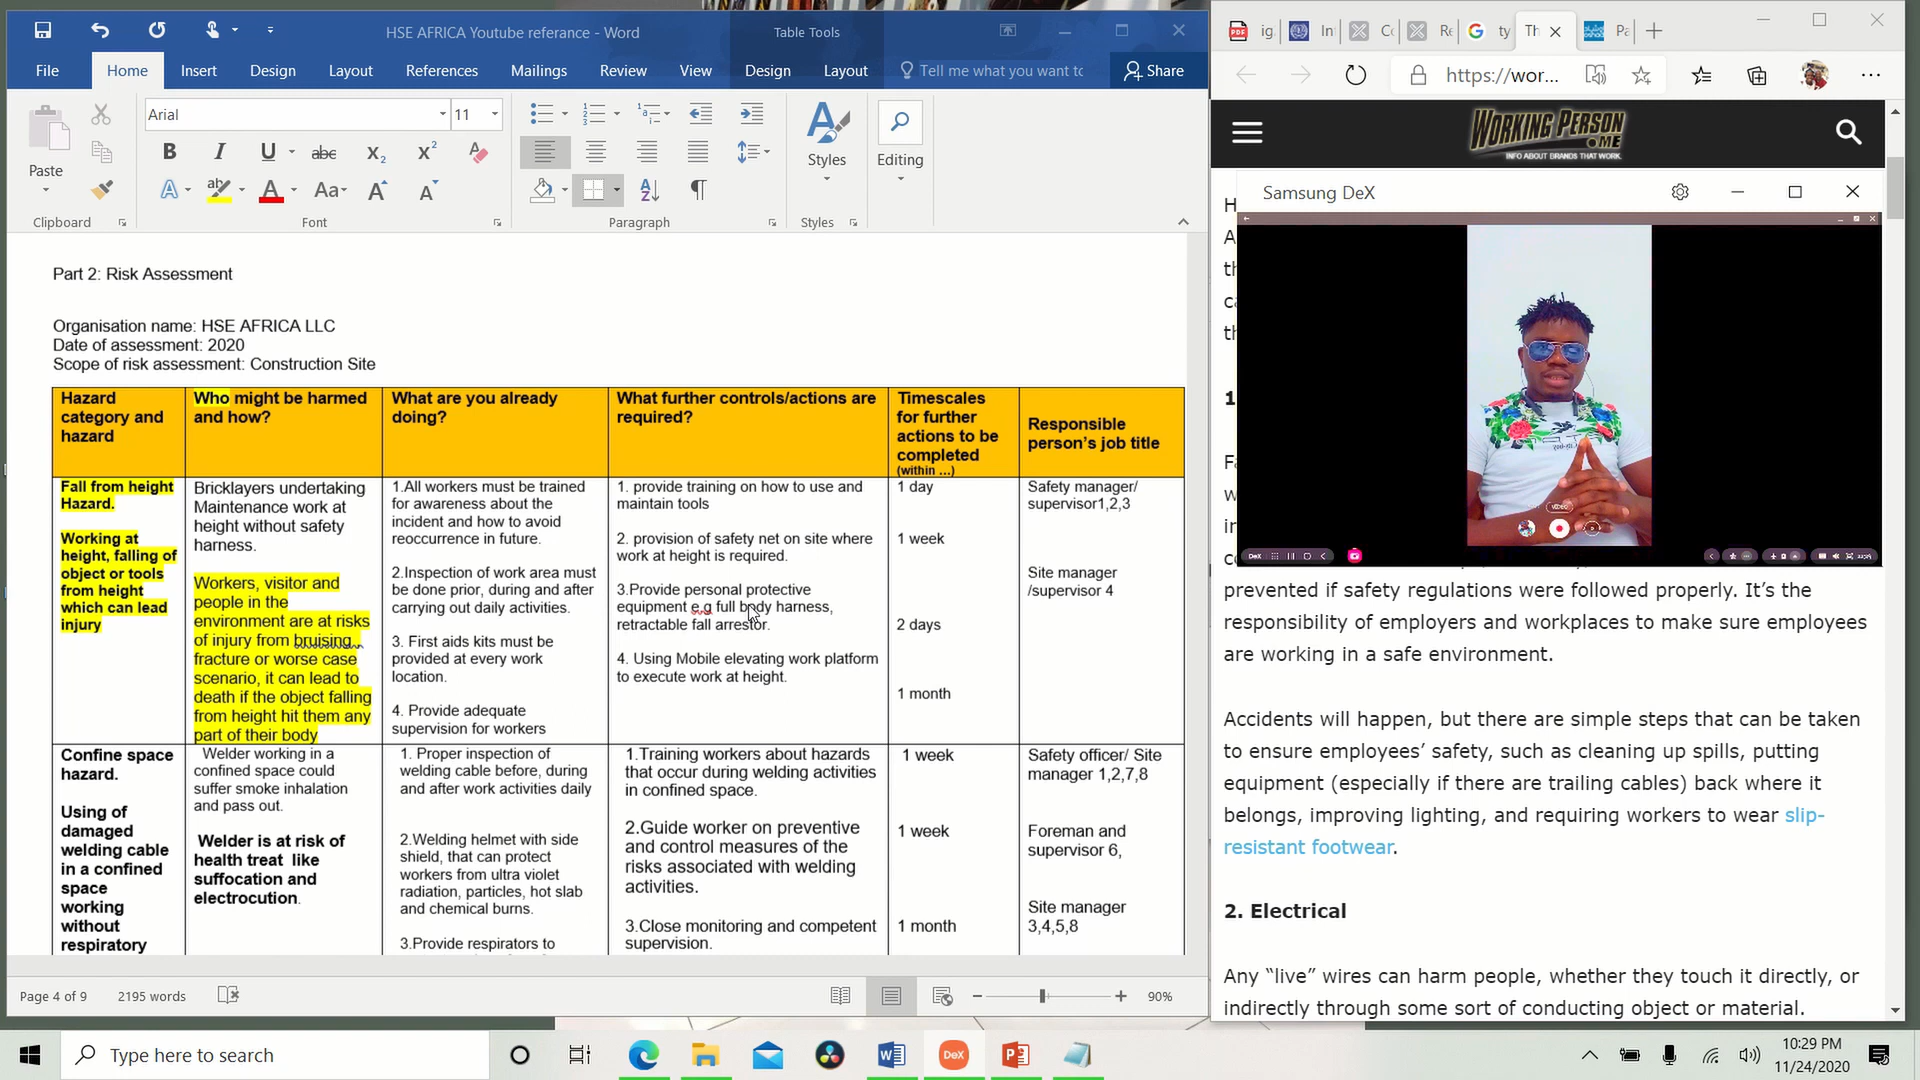 HSE AFRICA Youtube referance - Word
Table Tools
File
Home
Insert
Design
Layout
References
Mailings
Review
View
Design
Layout
Tell me what you want to
Share
Paste
Arial
11
Styles
Editing
Clipboard
Font
Paragraph
Styles
Part 2: Risk Assessment
Organisation name: HSE AFRICA LLC
Date of assessment: 2020
Scope of risk assessment: Construction Site
Hazard
category and
hazard
Who might be harmed
and how?
What are you already
doing?
What further controls/actions are
required?
Timescales
for further
actions to be
completed
(within ...)
Responsible
person's job title
Fall from height
Hazard.
Working at
height, falling of
object or tools
from height
which can lead
injury
Bricklayers undertaking
Maintenance work at
height without safety
harness.
Workers, visitor and
people in the
environment are at risks
of injury from bruising,
fracture or worse case
scenario, it can lead to
death if the object falling
from height hit them any
part of their body
1.All workers must be trained
for awareness about the
incident and how to avoid
reoccurrence in future.
2.Inspection of work area must
be done prior, during and after
carrying out daily activities.
3. First aids kits must be
provided at every work
location.
4. Provide adequate
supervision for workers
1. provide training on how to use and
maintain tools
2. provision of safety net on site where
work at height is required.
3.Provide personal protective
equipment e.g full body harness,
retractable fall arrestor.
4. Using Mobile elevating work platform
to execute work at height.
1 day
1 week
2 days
1 month
Safety manager/
supervisor1,2,3
Site manager
/supervisor 4
Confine space
hazard.
Using of
damaged
welding cable
in a confined
space
working
without
respiratory
Welder working in a
confined space could
suffer smoke inhalation
and pass out.
Welder is at risk of
health treat like
suffocation and
electrocution.
1. Proper inspection of
welding cable before, during
and after work activities daily
2.Welding helmet with side
shield, that can protect
workers from ultra violet
radiation, particles, hot slab
and chemical burns.
3.Provide respirators to
1.Training workers about hazards
that occur during welding activities
in confined space.
2.Guide worker on preventive
and control measures of the
risks associated with welding
activities.
3.Close monitoring and competent
supervision.
1 week
1 week
1 month
Safety officer/ Site
manager 1,2,7,8
Foreman and
supervisor 6,
Site manager
3,4,5,8
Page 4 of 9
2195 words
90%
https://wor...
WORKING PERSON
.ME
INFO ABOUT BRANDS THAT WORK.
Samsung DeX
VIDEO
DeX
prevented if safety regulations were followed properly. It’s the
responsibility of employers and workplaces to make sure employees
are working in a safe environment.
Accidents will happen, but there are simple steps that can be taken
to ensure employees’ safety, such as cleaning up spills, putting
equipment (especially if there are trailing cables) back where it
belongs, improving lighting, and requiring workers to wear slip-
resistant footwear.
2. Electrical
Any “live” wires can harm people, whether they touch it directly, or
indirectly through some sort of conducting object or material.
Type here to search
DeX
10:29 PM
11/24/2020